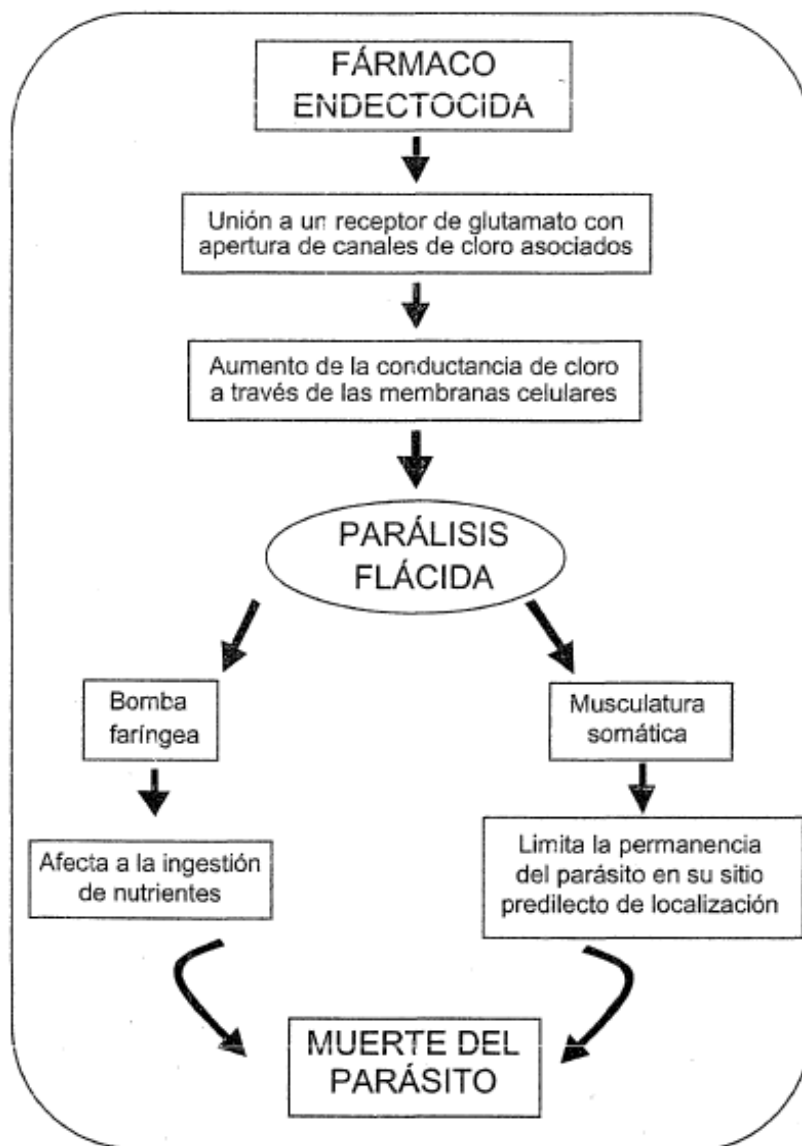 FÁRMACO
ENDECTOCIDA
Unión a un receptor de glutamato con
apertura de canales de cloro asociados
Aumento de la conductancia de cloro
a través de las membranas celulares
PARÁLISIS
FLÁCIDA
Bomba
faríngea
Musculatura
somática
Afecta a la ingestión
de nutrientes
Limita la permanencia
del parásito en su sitio
predilecto de localización
MUERTE DEL
PARÁSITO